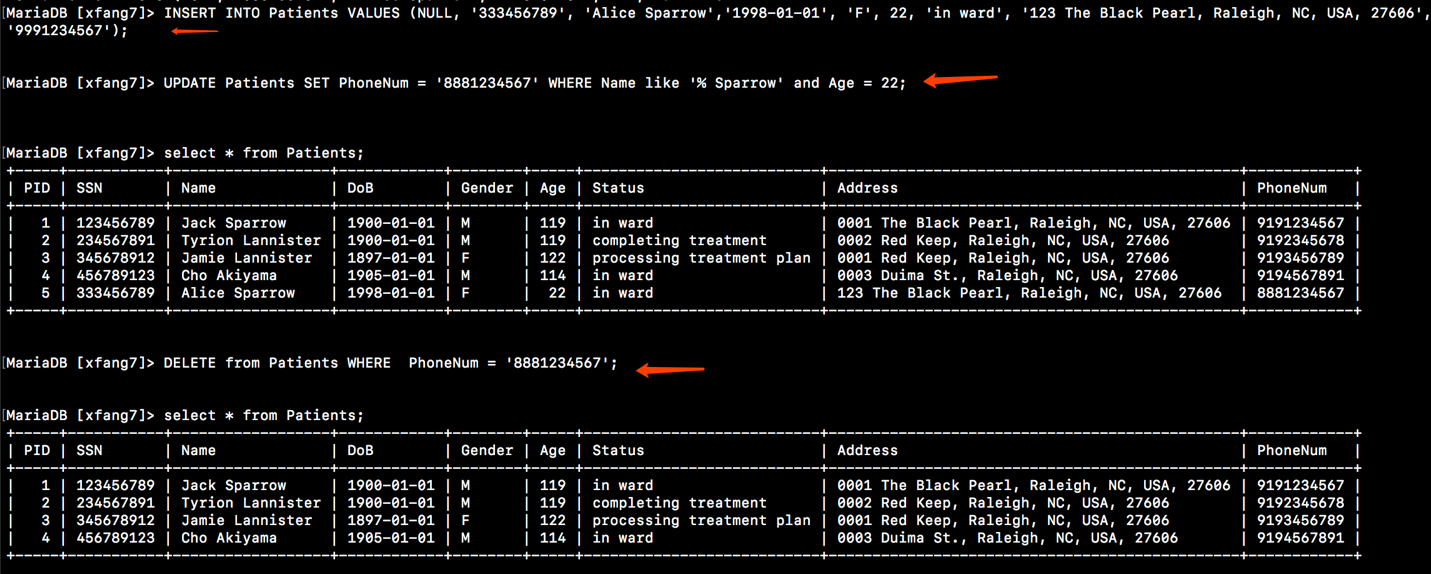 [MariaDB [xfang7]> INSERT INTO Patients VALUES (NULL, '333456789', 'Alice Sparrow','1998-01-01', 'F', 22, 'in ward', '123 The Black Pearl, Raleigh, NC, USA, 27606',
'9991234567');
[MariaDB [xfang7]> UPDATE Patients SET PhoneNum = '8881234567' WHERE Name like '% Sparrow' and Age = 22;
[MariaDB [xfang7]> select * from Patients;
+-----+-----------+------------------+------------+--------+-----+---------------------------+----------------------------------------------+------------+
| PID | SSN | Name | DoB | Gender | Age | Status | Address | PhoneNum |
+-----+-----------+------------------+------------+--------+-----+---------------------------+----------------------------------------------+------------+
| 1 | 123456789 | Jack Sparrow | 1900-01-01 | M | 119 | in ward | 0001 The Black Pearl, Raleigh, NC, USA, 27606 | 9191234567 |
| 2 | 234567891 | Tyrion Lannister | 1900-01-01 | M | 119 | completing treatment | 0002 Red Keep, Raleigh, NC, USA, 27606 | 9192345678 |
| 3 | 345678912 | Jamie Lannister | 1897-01-01 | F | 122 | processing treatment plan | 0001 Red Keep, Raleigh, NC, USA, 27606 | 9193456789 |
| 4 | 456789123 | Cho Akiyama | 1905-01-01 | M | 114 | in ward | 0003 Duima St., Raleigh, NC, USA, 27606 | 9194567891 |
| 5 | 333456789 | Alice Sparrow | 1998-01-01 | F | 22 | in ward | 123 The Black Pearl, Raleigh, NC, USA, 27606 | 8881234567 |
+-----+-----------+------------------+------------+--------+-----+---------------------------+----------------------------------------------+------------+
[MariaDB [xfang7]> DELETE from Patients WHERE  PhoneNum = '8881234567';
[MariaDB [xfang7]> select * from Patients;
+-----+-----------+------------------+------------+--------+-----+---------------------------+----------------------------------------------+------------+
| PID | SSN | Name | DoB | Gender | Age | Status | Address | PhoneNum |
+-----+-----------+------------------+------------+--------+-----+---------------------------+----------------------------------------------+------------+
| 1 | 123456789 | Jack Sparrow | 1900-01-01 | M | 119 | in ward | 0001 The Black Pearl, Raleigh, NC, USA, 27606 | 9191234567 |
| 2 | 234567891 | Tyrion Lannister | 1900-01-01 | M | 119 | completing treatment | 0002 Red Keep, Raleigh, NC, USA, 27606 | 9192345678 |
| 3 | 345678912 | Jamie Lannister | 1897-01-01 | F | 122 | processing treatment plan | 0001 Red Keep, Raleigh, NC, USA, 27606 | 9193456789 |
| 4 | 456789123 | Cho Akiyama | 1905-01-01 | M | 114 | in ward | 0003 Duima St., Raleigh, NC, USA, 27606 | 9194567891 |
+-----+-----------+------------------+------------+--------+-----+---------------------------+----------------------------------------------+------------+